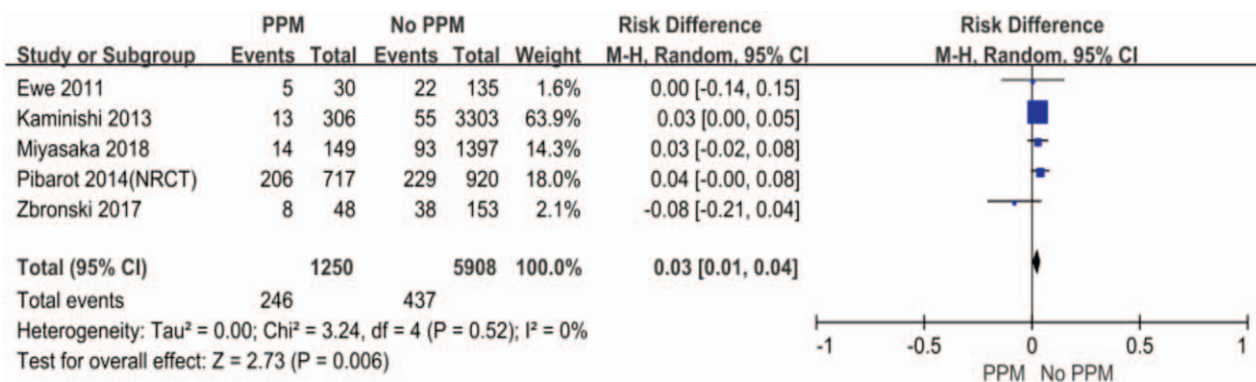 PPM No PPM Risk Difference Risk Difference
Study or Subgroup Events Total Events Total Weight M-H, Random, 95% CI M-H, Random, 95% CI
Ewe 2011 5 30 22 135 1.6% 0.00 [-0.14, 0.15]
Kaminishi 2013 13 306 55 3303 63.9% 0.03 [0.00, 0.05]
Miyasaka 2018 14 149 93 1397 14.3% 0.03 [-0.02, 0.08]
Pibarot 2014(NRCT) 206 717 229 920 18.0% 0.04 [-0.00, 0.08]
Zbronski 2017 8 48 38 153 2.1% -0.08 [-0.21, 0.04]
Total (95% CI) 1250 5908 100.0% 0.03 [0.01, 0.04]
Total events 246 437
Heterogeneity: Tau² = 0.00; Chi² = 3.24, df = 4 (P = 0.52); I² = 0%
Test for overall effect: Z = 2.73 (P = 0.006)
-1 -0.5 0 0.5 1
PPM No PPM